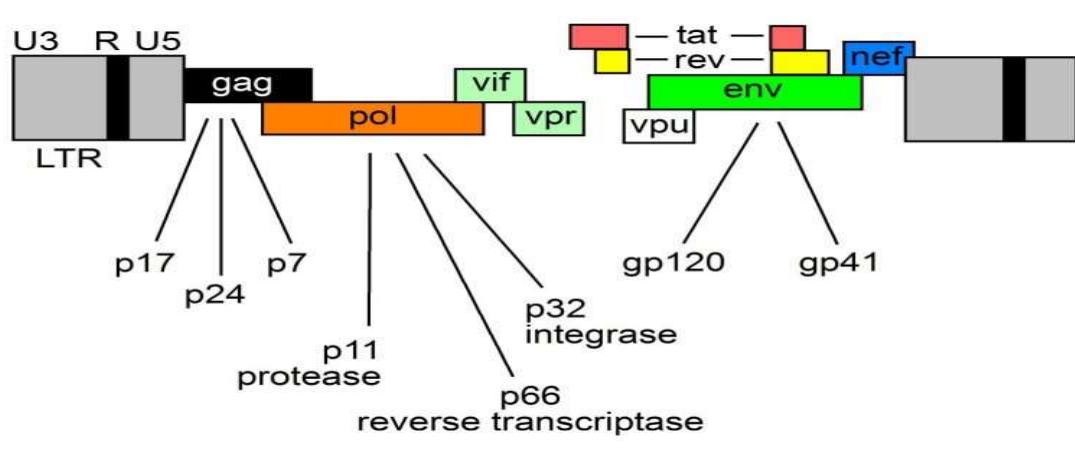 U3 R U5
tat
rev
gag
vif
nef
env
pol
vpr
vpu
LTR
p17
p24
p7
gp120
gp41
p32
integrase
p11
protease
p66
reverse transcriptase